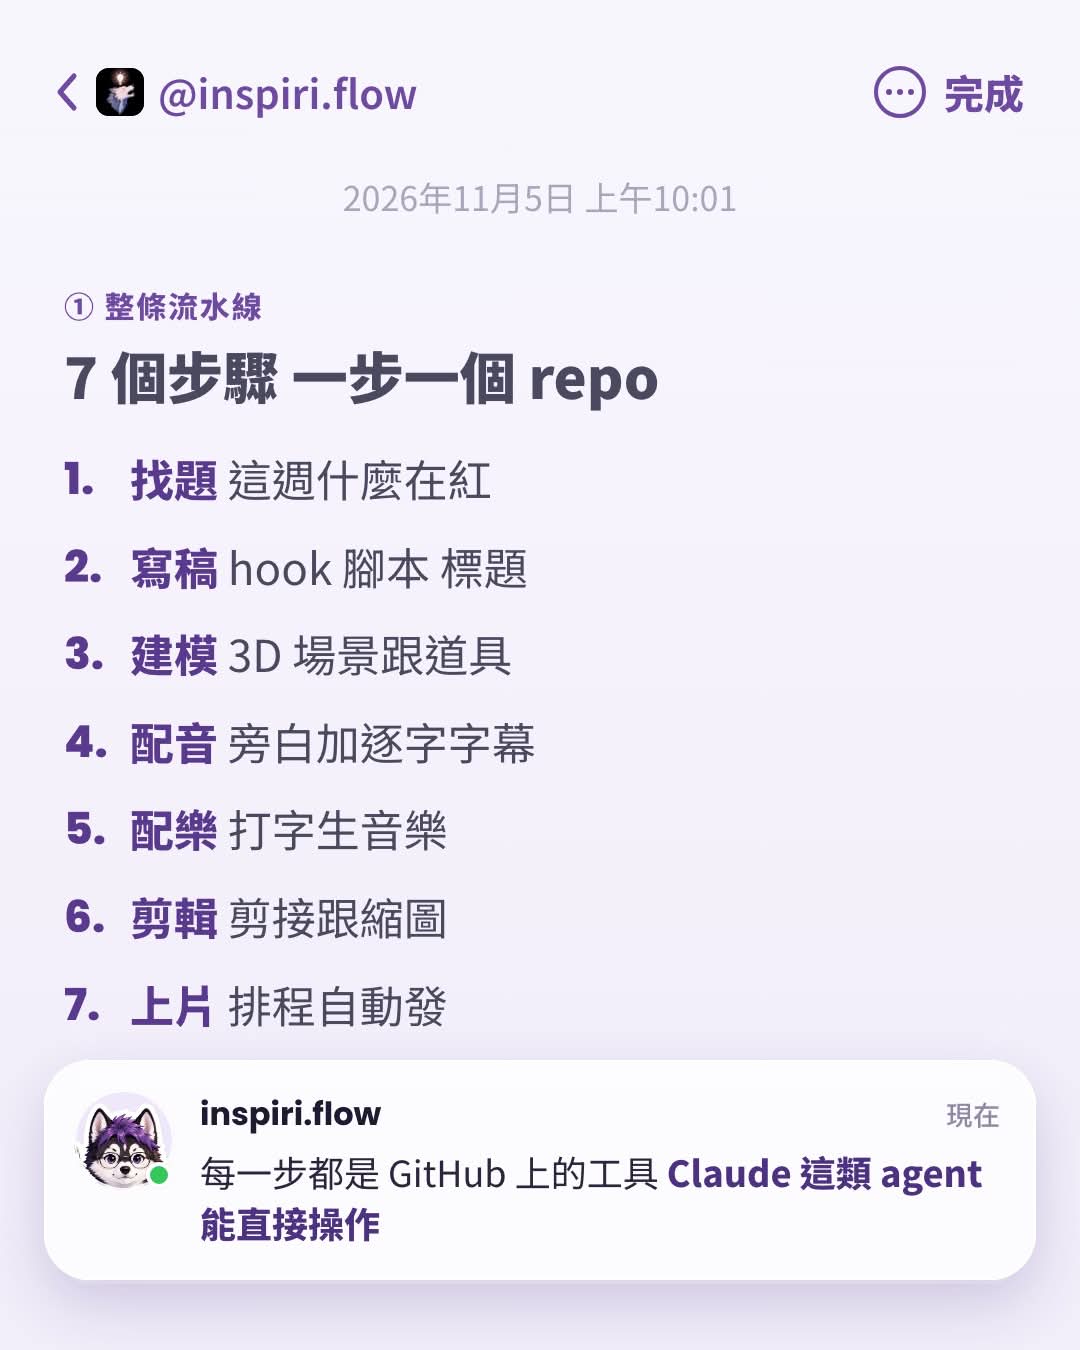 @inspiri.flow
完成
2026年11月5日 上午10:01
① 整條流水線
7 個步驟 一步一個 repo
1. 找題 這週什麼在紅
2. 寫稿 hook 腳本 標題
3. 建模 3D 場景跟道具
4. 配音 旁白加逐字字幕
5. 配樂 打字生音樂
6. 剪輯 剪接跟縮圖
7. 上片 排程自動發
inspiri.flow
現在
每一步都是 GitHub 上的工具 Claude 這類 agent
能直接操作